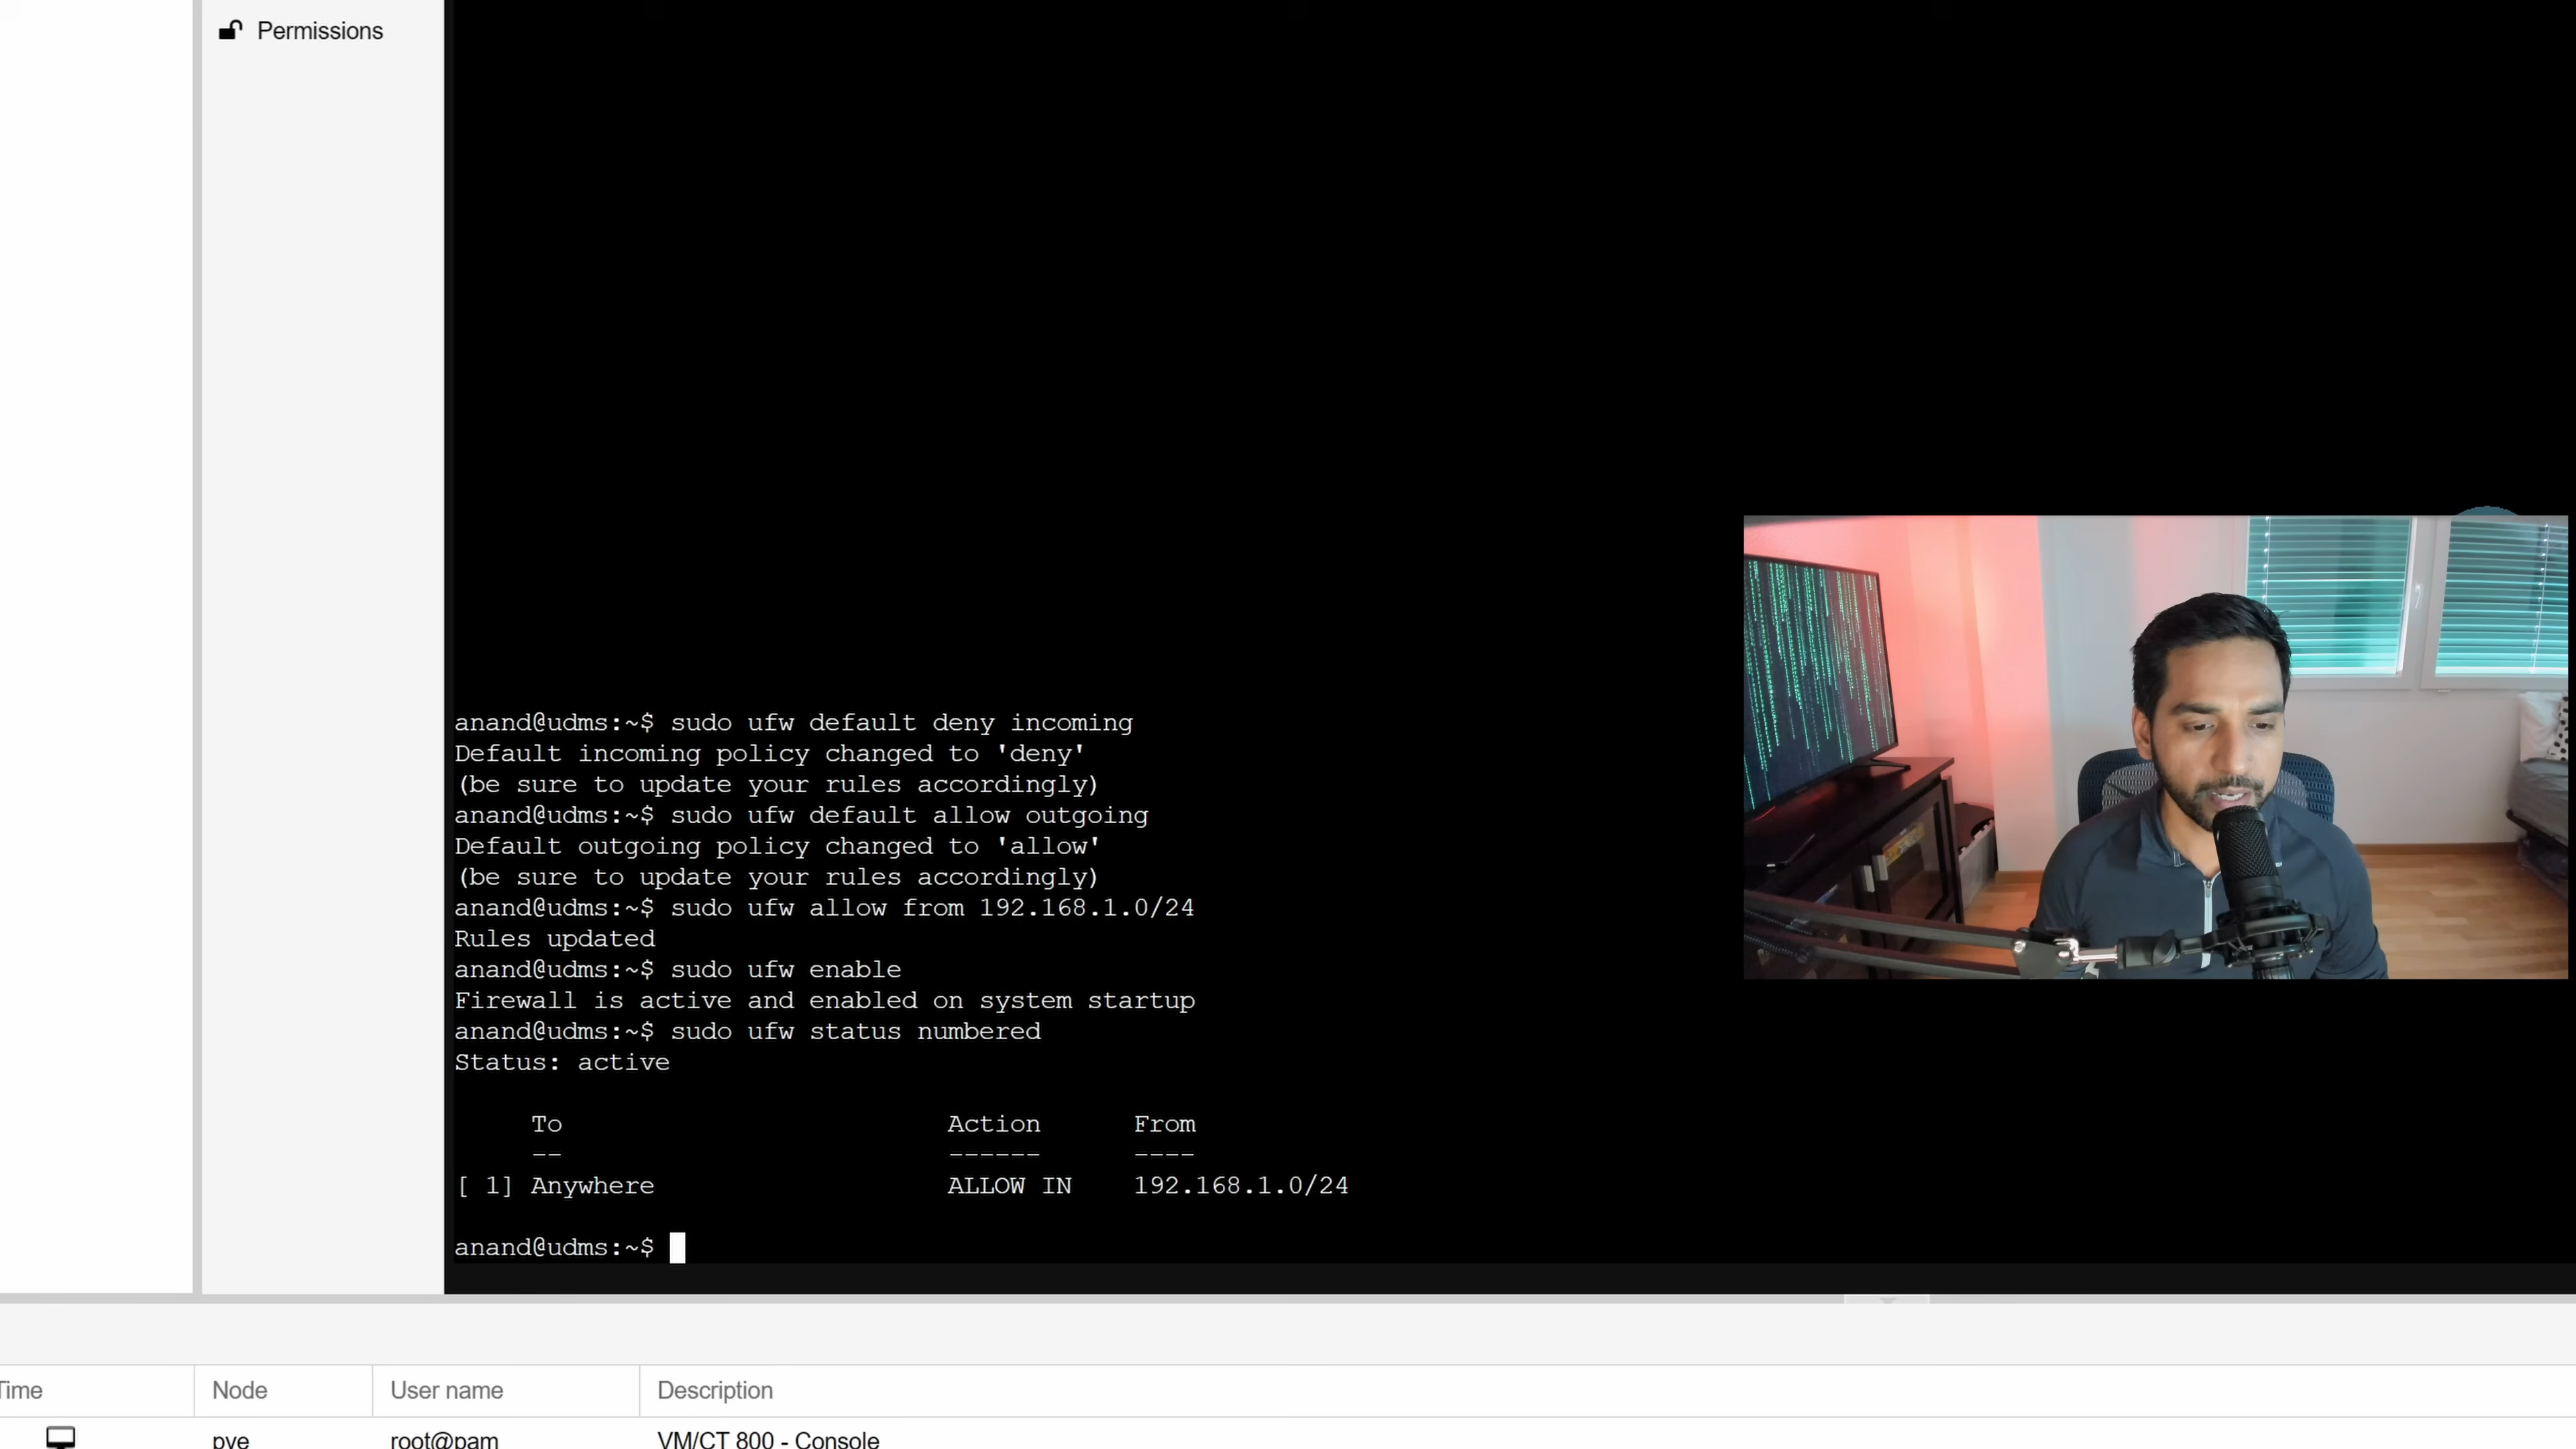 Permissions
anand@udms:~$ sudo ufw default deny incoming
Default incoming policy changed to 'deny'
(be sure to update your rules accordingly)
anand@udms:~$ sudo ufw default allow outgoing
Default outgoing policy changed to 'allow'
(be sure to update your rules accordingly)
anand@udms:~$ sudo ufw allow from 192.168.1.0/24
Rules updated
anand@udms:~$ sudo ufw enable
Firewall is active and enabled on system startup
anand@udms:~$ sudo ufw status numbered
Status: active
To Action From
-- ------ ----
[ 1] Anywhere ALLOW IN 192.168.1.0/24
anand@udms:~$
Time Node User name Description
pve root@pam VM/CT 800 - Console